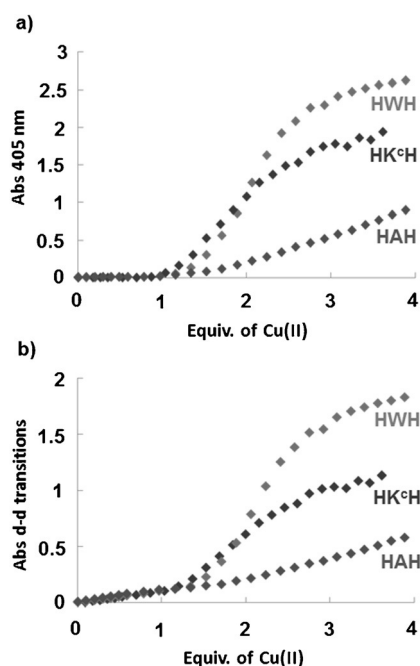 a)
3
2.5
2
1.5
1
0.5
0
Abs 405 nm
HWH
HKᶜH
HAH
0 1 2 3 4
Equiv. of Cu(II)
b)
2
1.5
1
0.5
0
Abs d-d transitions
HWH
HKᶜH
HAH
0 1 2 3 4
Equiv. of Cu(II)